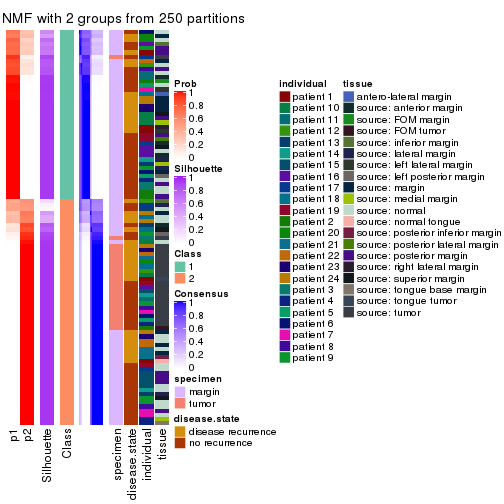 NMF with 2 groups from 250 partitions
Prob
1
0.8
0.6
0.4
0.2
0
Silhouette
1
0.8
0.6
0.4
0.2
0
Class
1
2
Consensus
1
0.8
0.6
0.4
0.2
0
specimen
margin
tumor
disease.state
disease recurrence
no recurrence
individual
patient 1
patient 10
patient 11
patient 12
patient 13
patient 14
patient 15
patient 16
patient 17
patient 18
patient 19
patient 2
patient 20
patient 21
patient 22
patient 23
patient 24
patient 3
patient 4
patient 5
patient 6
patient 7
patient 8
patient 9
tissue
antero-lateral margin
source: anterior margin
source: FOM margin
source: FOM tumor
source: inferior margin
source: lateral margin
source: left lateral margin
source: left posterior margin
source: margin
source: medial margin
source: normal
source: normal tongue
source: posterior inferior margin
source: posterior lateral margin
source: posterior margin
source: right lateral margin
source: superior margin
source: tongue base margin
source: tongue tumor
source: tumor
p1
p2
Silhouette
Class
specimen
disease.state
individual
tissue